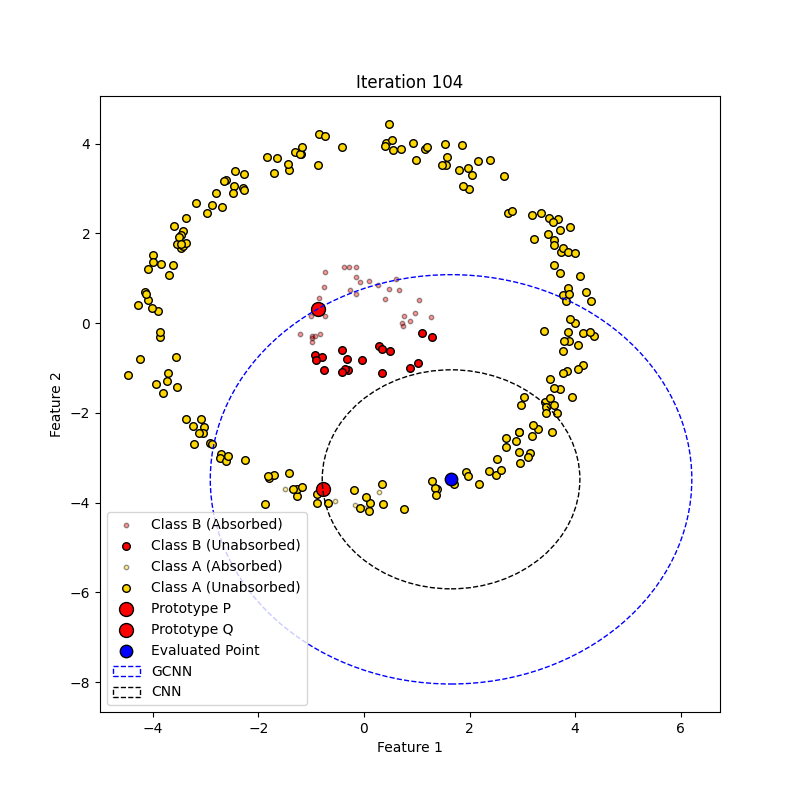 Iteration 104
4
2
0
−2
−4
−6
−8
Feature 2
Class B (Absorbed)
Class B (Unabsorbed)
Class A (Absorbed)
Class A (Unabsorbed)
Prototype P
Prototype Q
Evaluated Point
GCNN
CNN
−4 −2 0 2 4 6
Feature 1